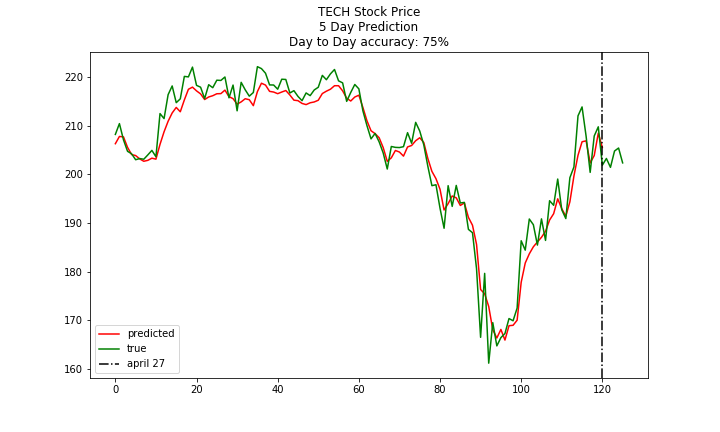 TECH Stock Price
5 Day Prediction
Day to Day accuracy: 75%
220
210
200
190
180
170
160
predicted
true
april 27
0 20 40 60 80 100 120